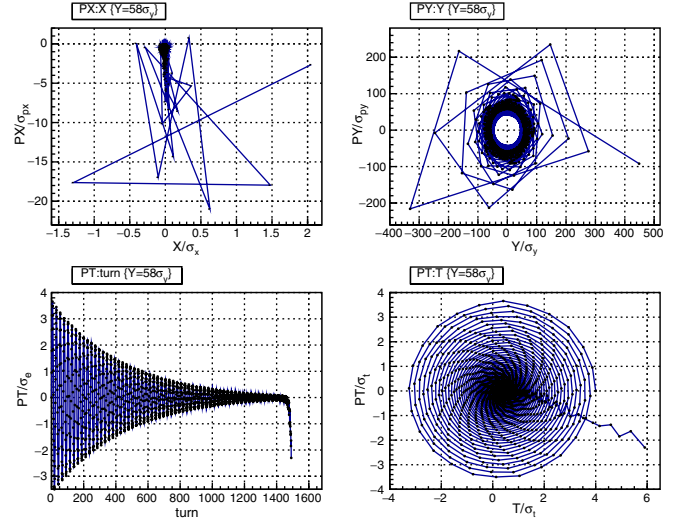 PX:X {Y=58σy}
PX/σpx
0
−5
−10
−15
−20
−1.5 −1 −0.5 0 0.5 1 1.5 2
X/σx
PY:Y {Y=58σy}
PY/σpy
200
100
0
−100
−200
−400 −300 −200 −100 0 100 200 300 400 500
Y/σy
PT:turn {Y=58σy}
PT/σe
4
3
2
1
0
−1
−2
−3
0 200 400 600 800 1000 1200 1400 1600
turn
PT:T {Y=58σy}
PT/σt
4
3
2
1
0
−1
−2
−3
−4
−4 −2 0 2 4 6
T/σt